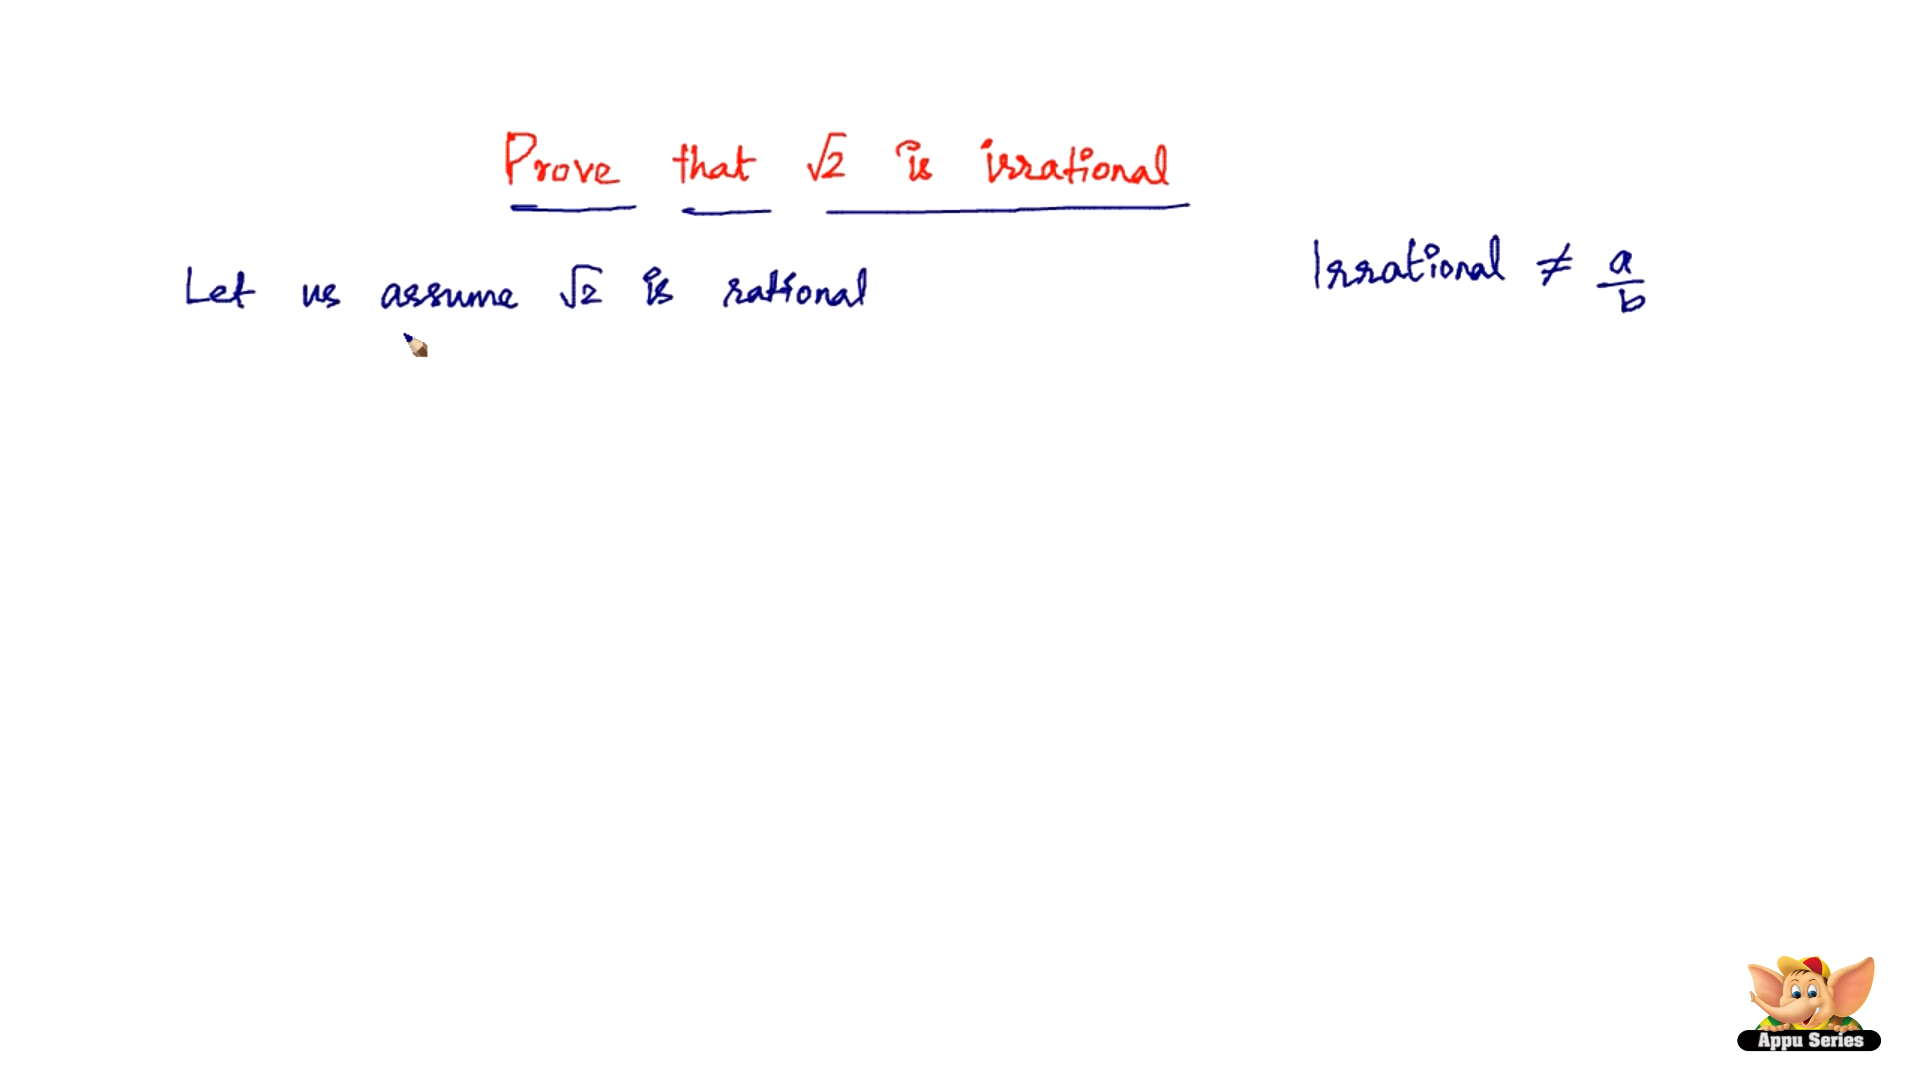 Prove that √2 is irrational
Let us assume √2 is rational
Irrational ≠ a/b
Appu Series